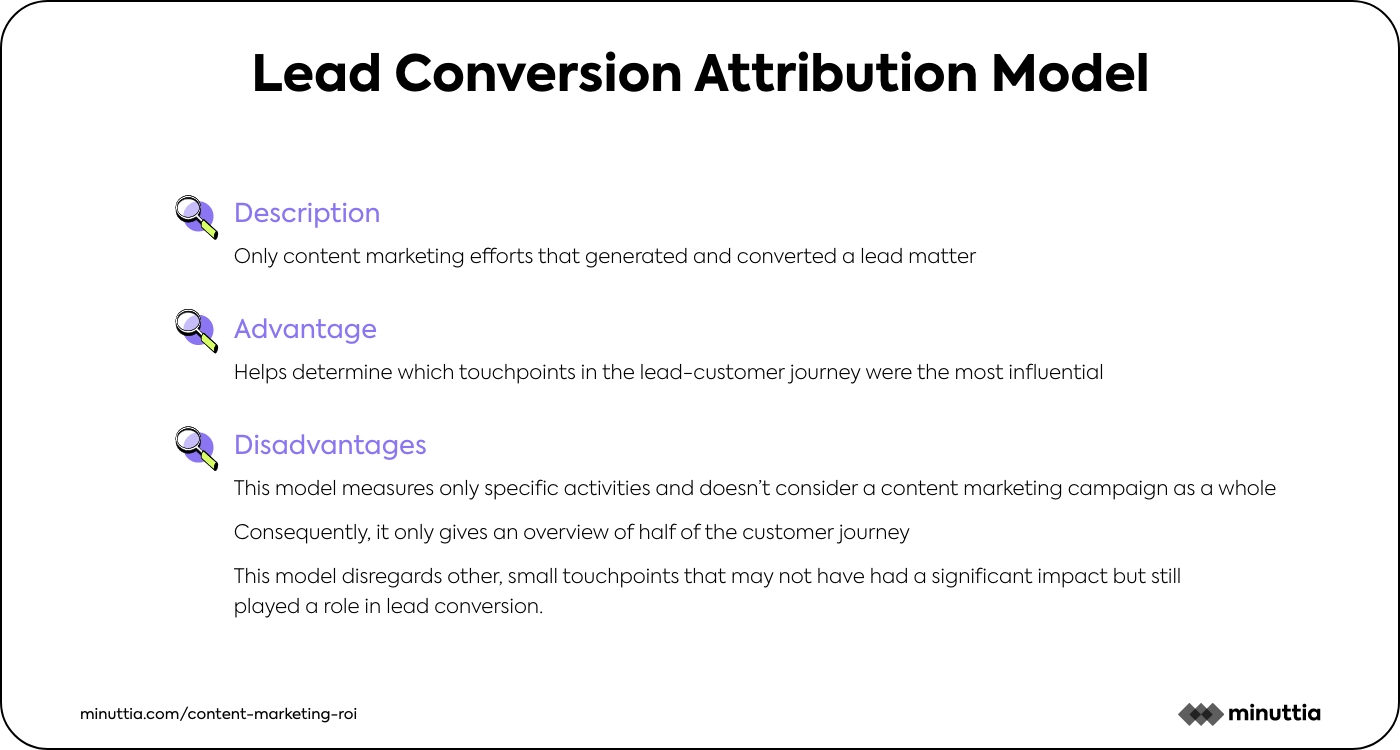 Lead Conversion Attribution Model
Description
Only content marketing efforts that generated and converted a lead matter
Advantage
Helps determine which touchpoints in the lead-customer journey were the most influential
Disadvantages
This model measures only specific activities and doesn’t consider a content marketing campaign as a whole
Consequently, it only gives an overview of half of the customer journey
This model disregards other, small touchpoints that may not have had a significant impact but still
played a role in lead conversion.
minuttia.com/content-marketing-roi
minuttia